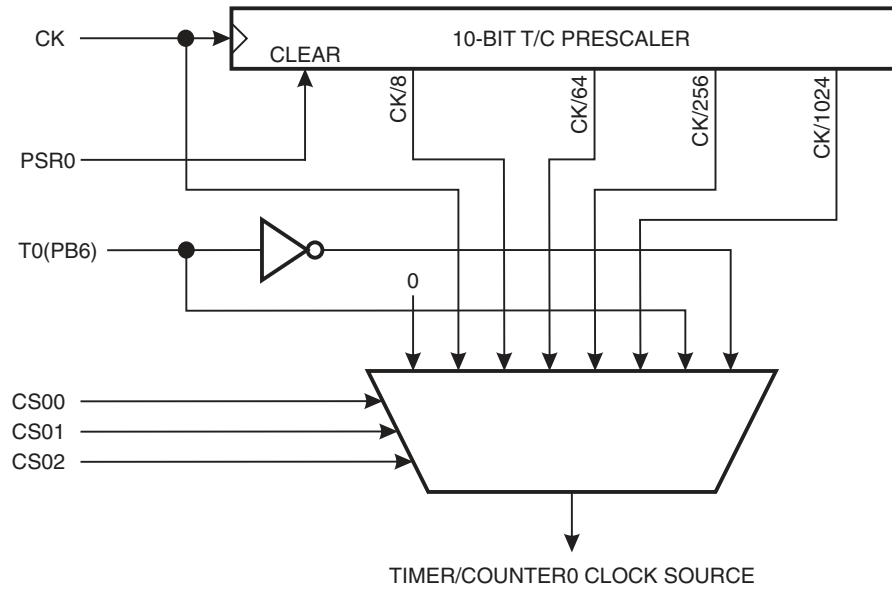 CK
10-BIT T/C PRESCALER
CLEAR
CK/8
CK/64
CK/256
CK/1024
PSR0
T0(PB6)
0
CS00
CS01
CS02
TIMER/COUNTER0 CLOCK SOURCE